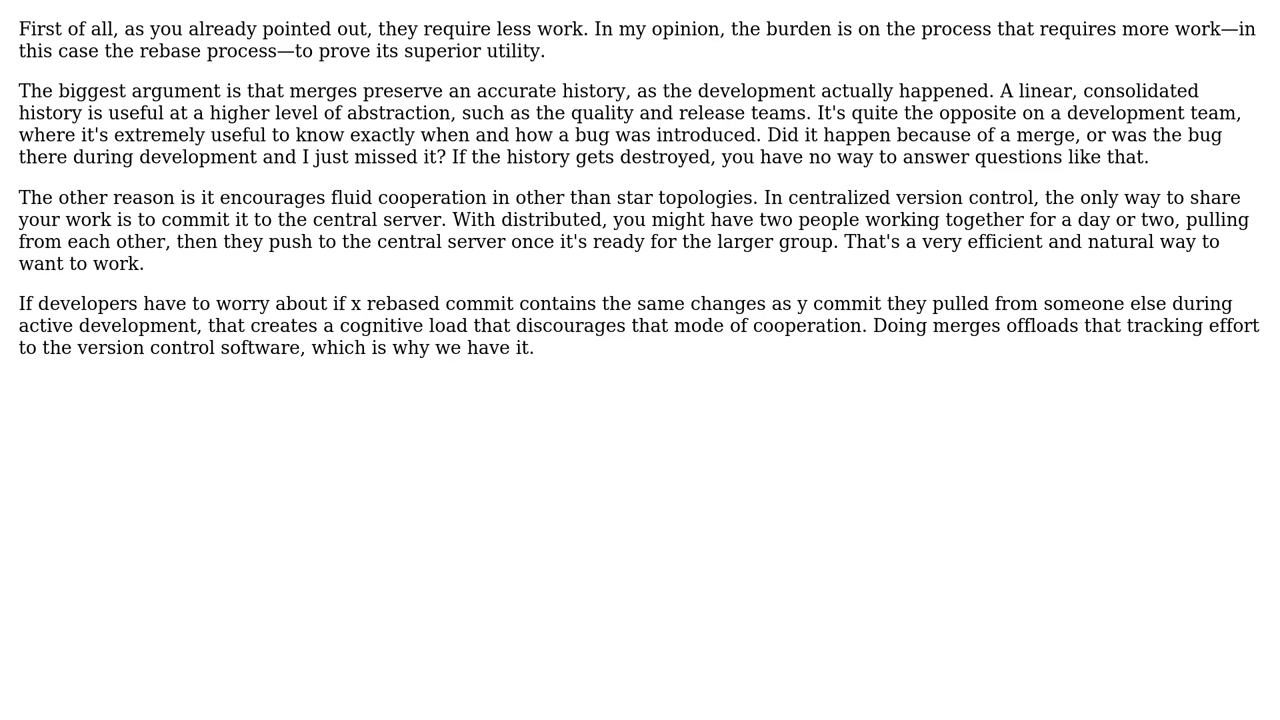 First of all, as you already pointed out, they require less work. In my opinion, the burden is on the process that requires more work—in
this case the rebase process—to prove its superior utility.
The biggest argument is that merges preserve an accurate history, as the development actually happened. A linear, consolidated
history is useful at a higher level of abstraction, such as the quality and release teams. It's quite the opposite on a development team,
where it's extremely useful to know exactly when and how a bug was introduced. Did it happen because of a merge, or was the bug
there during development and I just missed it? If the history gets destroyed, you have no way to answer questions like that.
The other reason is it encourages fluid cooperation in other than star topologies. In centralized version control, the only way to share
your work is to commit it to the central server. With distributed, you might have two people working together for a day or two, pulling
from each other, then they push to the central server once it's ready for the larger group. That's a very efficient and natural way to
want to work.
If developers have to worry about if x rebased commit contains the same changes as y commit they pulled from someone else during
active development, that creates a cognitive load that discourages that mode of cooperation. Doing merges offloads that tracking effort
to the version control software, which is why we have it.